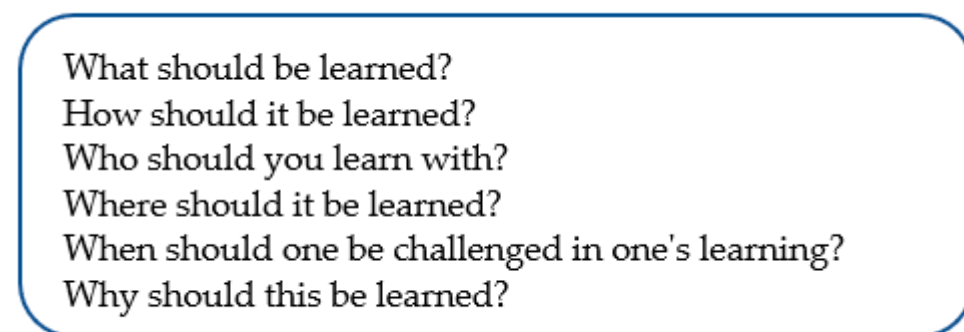 What should be learned?
How should it be learned?
Who should you learn with?
Where should it be learned?
When should one be challenged in one's learning?
Why should this be learned?